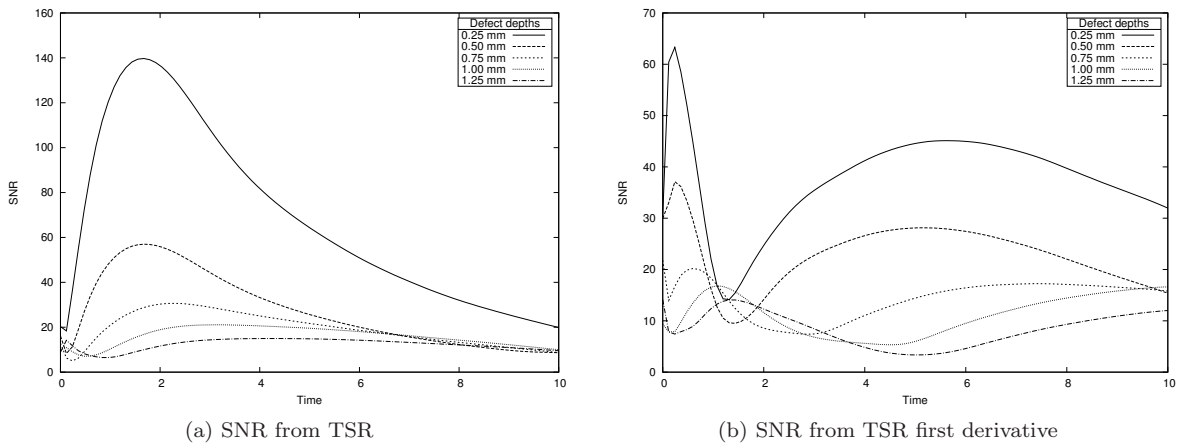 160
140
120
100
80
60
40
20
0
SNR
0 2 4 6 8 10
Time
Defect depths
0.25 mm
0.50 mm
0.75 mm
1.00 mm
1.25 mm
(a) SNR from TSR
70
60
50
40
30
20
10
0
SNR
0 2 4 6 8 10
Time
Defect depths
0.25 mm
0.50 mm
0.75 mm
1.00 mm
1.25 mm
(b) SNR from TSR first derivative